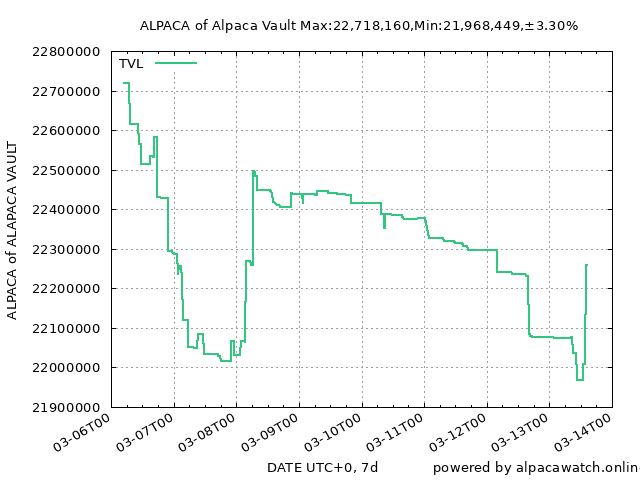 ALPACA of Alpaca Vault Max:22,718,160,Min:21,968,449,±3.30%
TVL
22800000
22700000
22600000
22500000
22400000
22300000
22200000
22100000
22000000
21900000
ALPACA of ALAPACA VAULT
03-06T00
03-07T00
03-08T00
03-09T00
03-10T00
03-11T00
03-12T00
03-13T00
03-14T00
DATE UTC+0, 7d
powered by alpacawatch.onlin